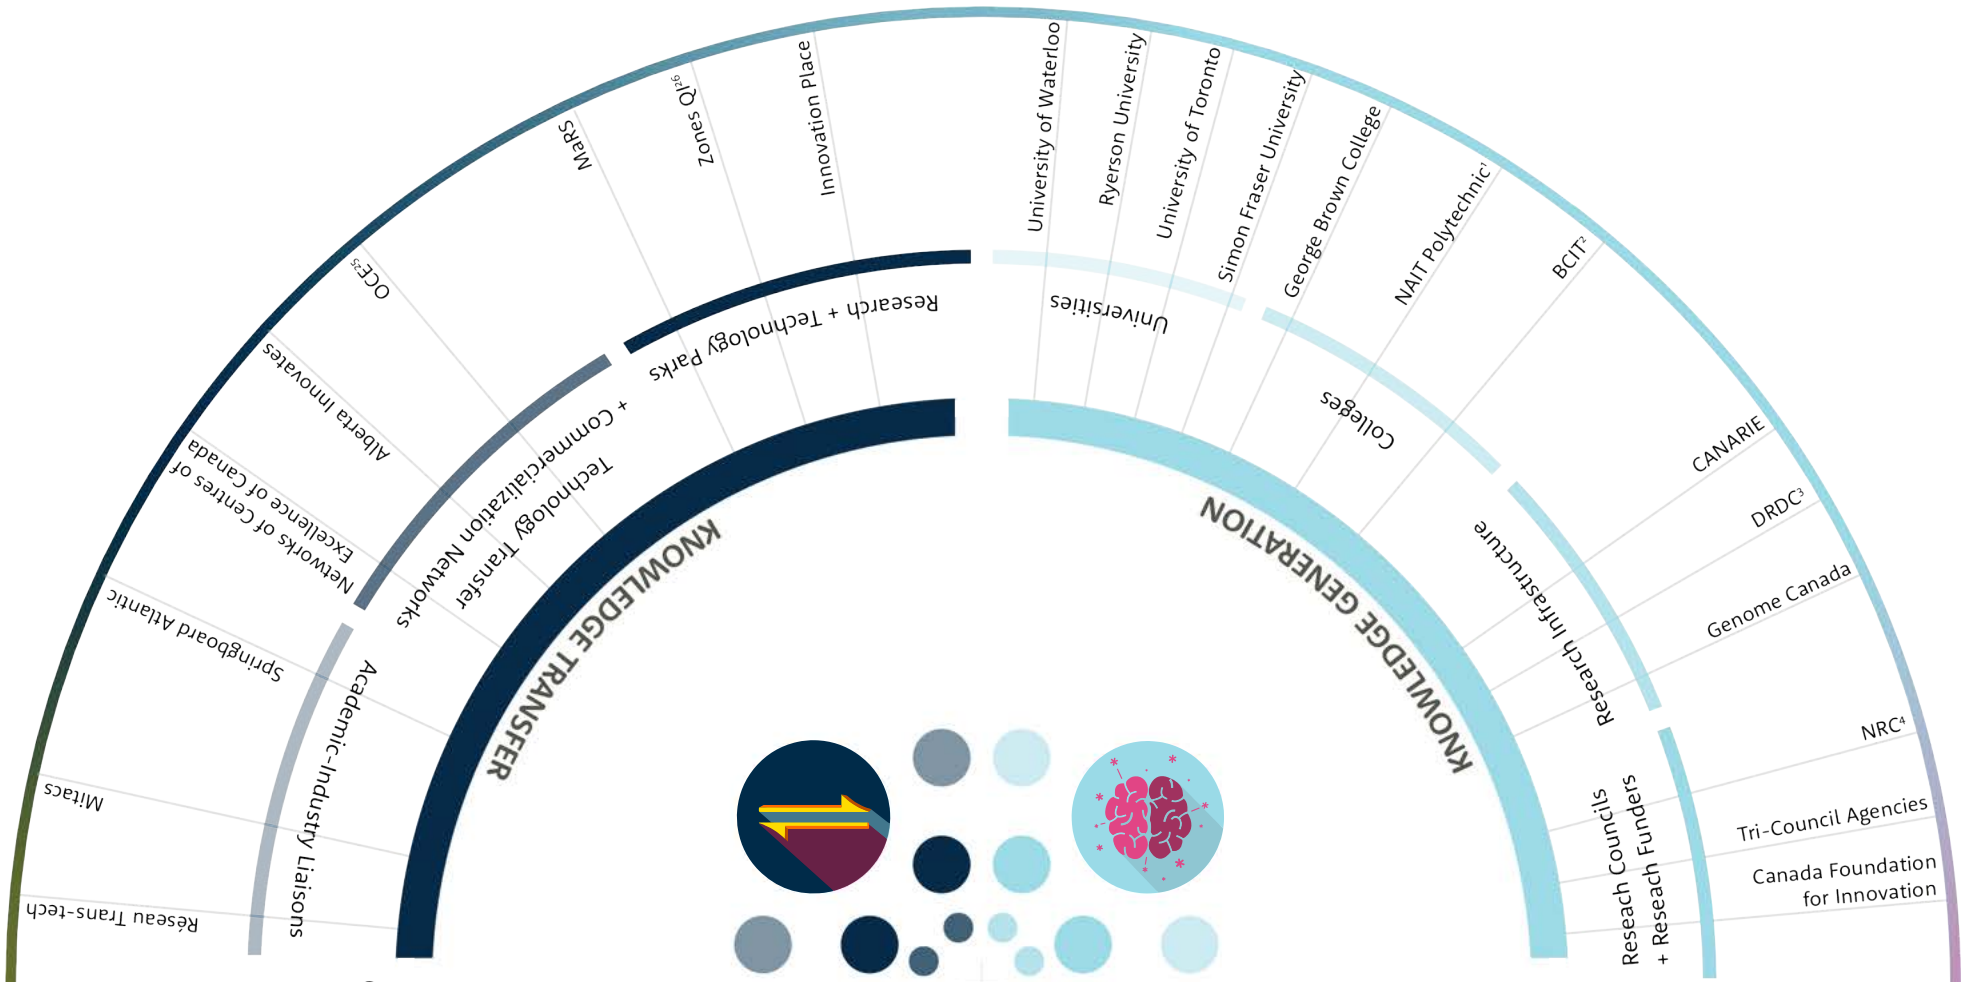 KNOWLEDGE TRANSFER
Academic-Industry Liaisons
Réseau Trans-tech
Mitacs
Springboard Atlantic
Technology Transfer
+ Commercialization Networks
Networks of Centres of
Excellence of Canada
Alberta Innovates
OCE²⁵
Research + Technology Parks
MaRS
Zones QI²⁶
Innovation Place
KNOWLEDGE GENERATION
Universities
University of Waterloo
Ryerson University
University of Toronto
Simon Fraser University
Colleges
George Brown College
NAIT Polytechnic¹
BCIT²
Research Infrastructure
CANARIE
DRDC³
Genome Canada
Reseach Councils
+ Research Funders
NRC⁴
Tri-Council Agencies
Canada Foundation
for Innovation